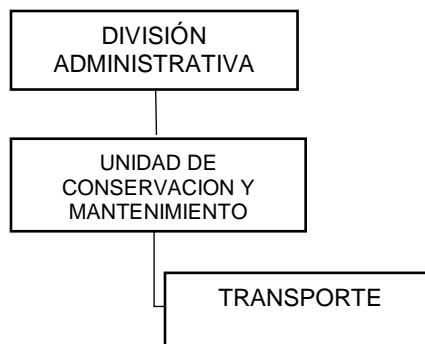 DIVISIÓN
ADMINISTRATIVA
UNIDAD DE
CONSERVACION Y
MANTENIMIENTO
TRANSPORTE